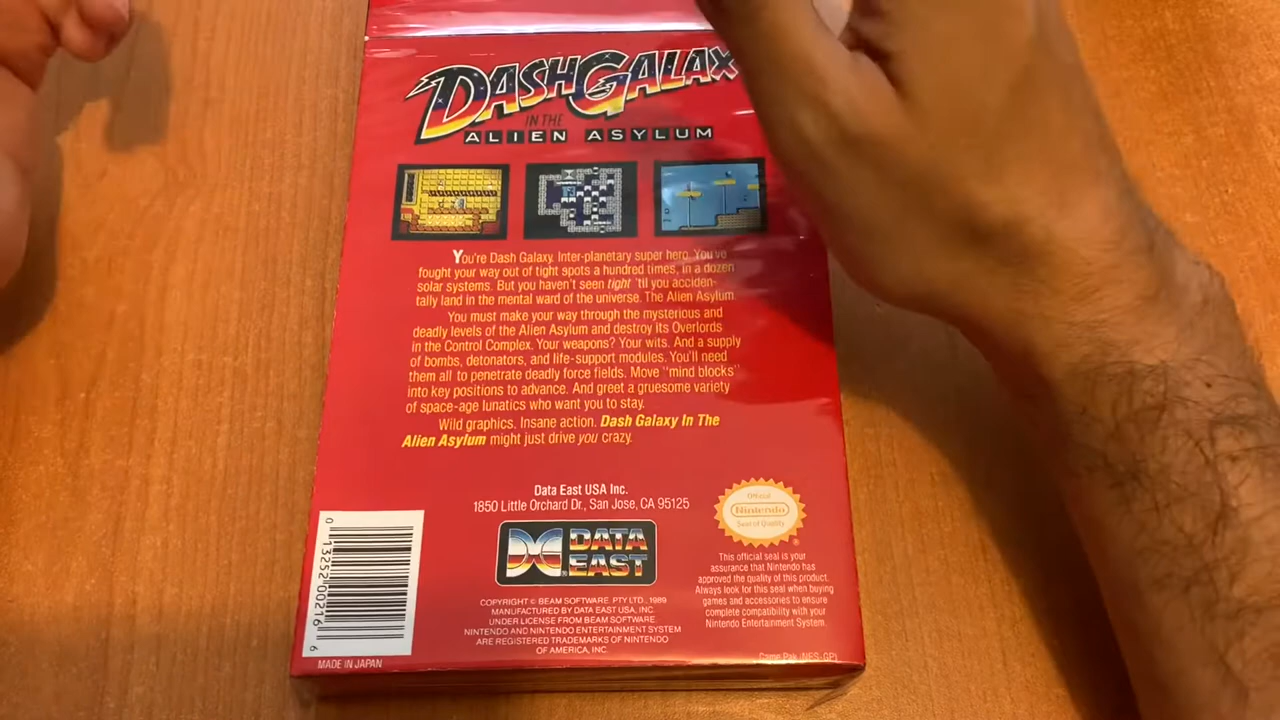 DASH GALAX
IN THE
ALIEN ASYLUM
You're Dash Galaxy. Inter-planetary super hero. You've
fought your way out of tight spots a hundred times, in a dozen
solar systems. But you haven't seen tight 'til you acciden-
tally land in the mental ward of the universe. The Alien Asylum.
You must make your way through the mysterious and
deadly levels of the Alien Asylum and destroy its Overlords
in the Control Complex. Your weapons? Your wits. And a supply
of bombs, detonators, and life-support modules. You'll need
them all to penetrate deadly force fields. Move "mind blocks"
into key positions to advance. And greet a gruesome variety
of space-age lunatics who want you to stay.
Wild graphics. Insane action. Dash Galaxy In The
Alien Asylum might just drive you crazy.
Data East USA Inc.
1850 Little Orchard Dr., San Jose, CA 95125
DATA
EAST
Official
Nintendo
Seal of Quality
This official seal is your
assurance that Nintendo has
approved the quality of this product.
Always look for this seal when buying
games and accessories to ensure
complete compatibility with your
Nintendo Entertainment System.
COPYRIGHT © BEAM SOFTWARE. PTY LTD., 1989
MANUFACTURED BY DATA EAST USA, INC.
UNDER LICENSE FROM BEAM SOFTWARE.
NINTENDO AND NINTENDO ENTERTAINMENT SYSTEM
ARE REGISTERED TRADEMARKS OF NINTENDO
OF AMERICA, INC.
0 13252 00216 6
MADE IN JAPAN
Game Pak (NES-GP)